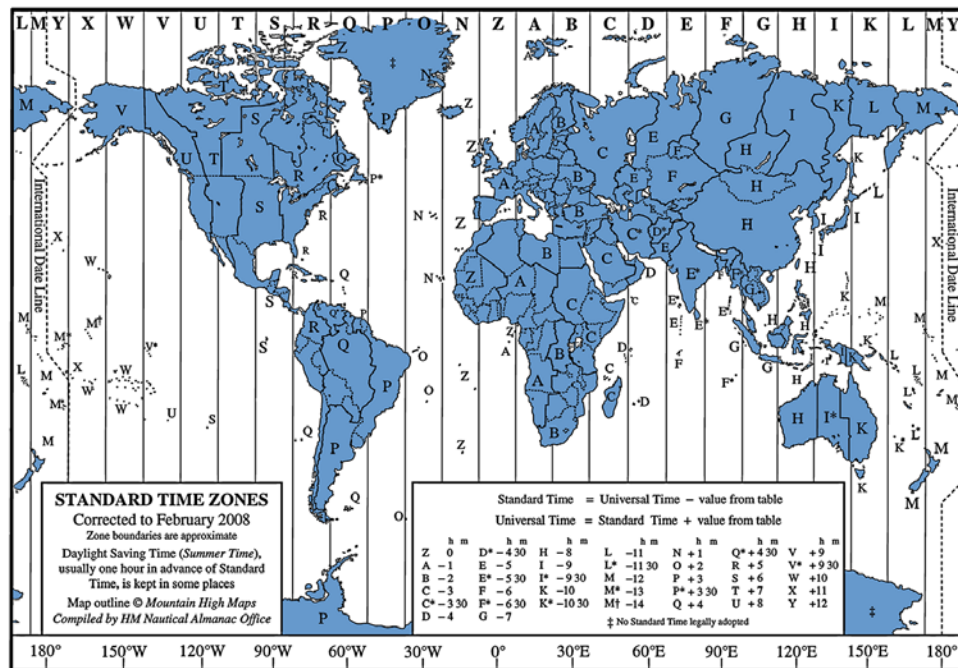 L M Y X W V U T S R Q P O N Z A B C D E F G H I K L M Y
International Date Line
International Date Line
STANDARD TIME ZONES
Corrected to February 2008
Zone boundaries are approximate
Daylight Saving Time (Summer Time),
usually one hour in advance of Standard
Time, is kept in some places
Map outline © Mountain High Maps
Compiled by HM Nautical Almanac Office
Standard Time = Universal Time – value from table
Universal Time = Standard Time + value from table
h m h m h m h m h m h m h m
Z 0 D* – 4 30 H – 8 L –11 N + 1 Q* + 4 30 V + 9
A – 1 E – 5 I – 9 L* –11 30 O + 2 R + 5 V* + 9 30
B – 2 E* – 5 30 I* – 9 30 M –12 P + 3 S + 6 W +10
C – 3 F – 6 K –10 M* –13 P* + 3 30 T + 7 X +11
C* – 3 30 F* – 6 30 K* –10 30 M† –14 Q + 4 U + 8 Y +12
D – 4 G – 7 ‡ No Standard Time legally adopted
180° 150°W 120°W 90°W 60°W 30°W 0° 30°E 60°E 90°E 120°E 150°E 180°